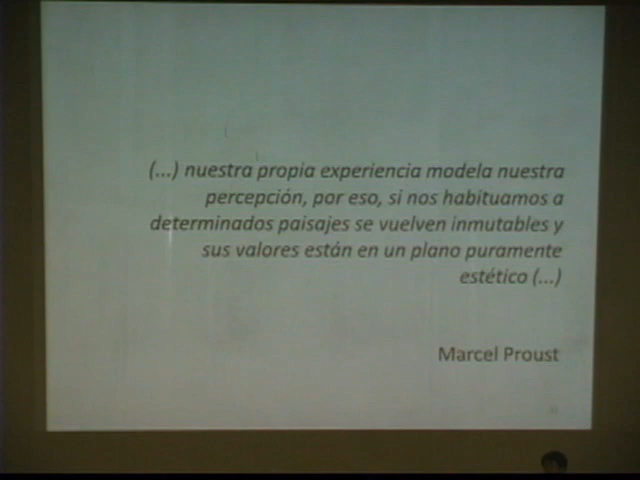 (...) nuestra propia experiencia modela nuestra
percepción, por eso, si nos habituamos a
determinados paisajes se vuelven inmutables y
sus valores están en un plano puramente
estético (...)
Marcel Proust